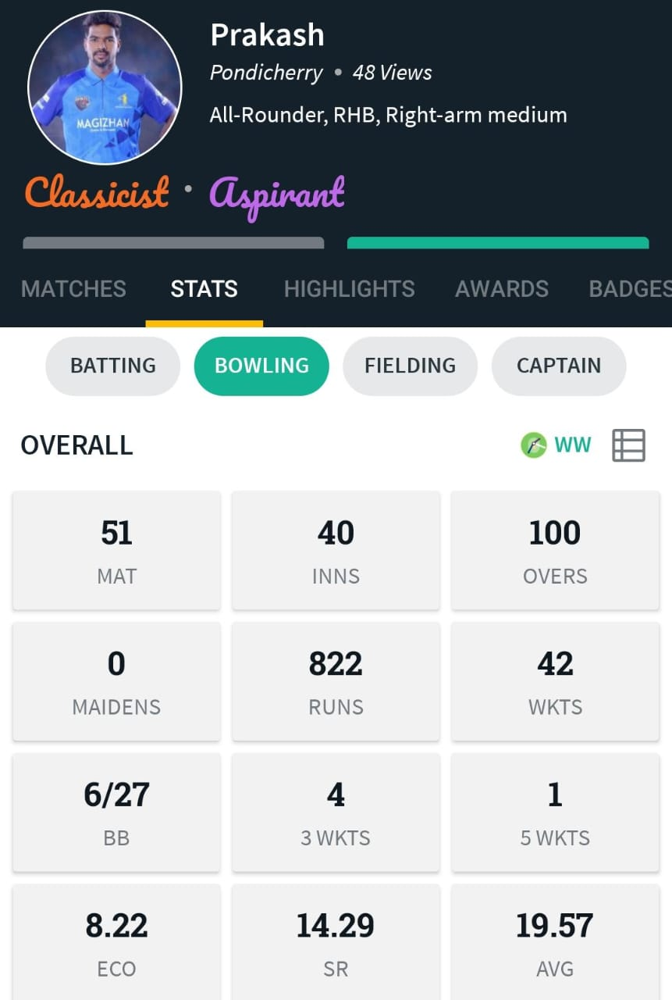 Prakash
Pondicherry • 48 Views
All-Rounder, RHB, Right-arm medium
MAGIZHAN
Classicist • Aspirant
MATCHES STATS HIGHLIGHTS AWARDS BADGES
BATTING BOWLING FIELDING CAPTAIN
OVERALL WW
51 40 100
MAT INNS OVERS
0 822 42
MAIDENS RUNS WKTS
6/27 4 1
BB 3 WKTS 5 WKTS
8.22 14.29 19.57
ECO SR AVG